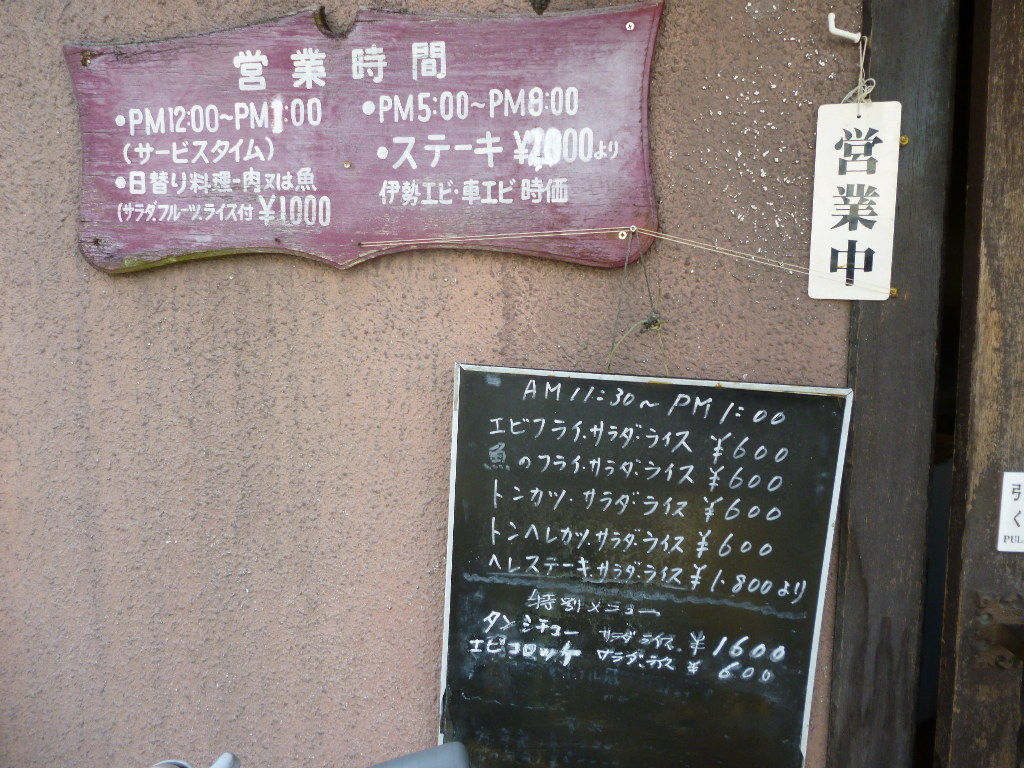 営業時間
•PM12:00~PM1:00
(サービスタイム)
•日替り料理-肉又は魚
(サラダ,フルーツ,ライス付 ¥1000
•PM5:00~PM8:00
•ステーキ ¥2000より
伊勢エビ・車エビ 時価
営業中
AM 11:30~PM 1:00
エビフライ.サラダ.ライス ¥600
魚のフライ.サラダ.ライス ¥600
トンカツ.サラダ.ライス ¥600
トンヘレカツ.サラダ.ライス ¥600
ヘレステーキ.サラダ.ライス ¥1.800より
特別メニュー
タンシチュー サラダ.ライス.¥1600
エビコロッケ サラダ.ライス ¥600
引
く
PUL